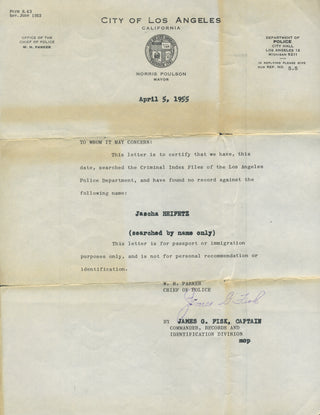 Form 6.43
Rev. June 1952
CITY OF LOS ANGELES
CALIFORNIA
OFFICE OF THE
CHIEF OF POLICE
W. H. PARKER
DEPARTMENT OF
POLICE
CITY HALL
LOS ANGELES 12
MICHIGAN 5211
IN REPLYING PLEASE GIVE
OUR REF. NO. 8.5
NORRIS POULSON
MAYOR
April 5, 1955
TO WHOM IT MAY CONCERN:
This letter is to certify that we have, this
date, searched the Criminal Index Files of the Los Angeles
Police Department, and have found no record against the
following name:
Jascha HEIFETZ
(searched by name only)
This letter is for passport or immigration
purposes only, and is not for personal recommendation or
identification.
W. H. PARKER
CHIEF OF POLICE
James G. Fisk
BY JAMES G. FISK, CAPTAIN
COMMANDER, RECORDS AND
IDENTIFICATION DIVISION
mop